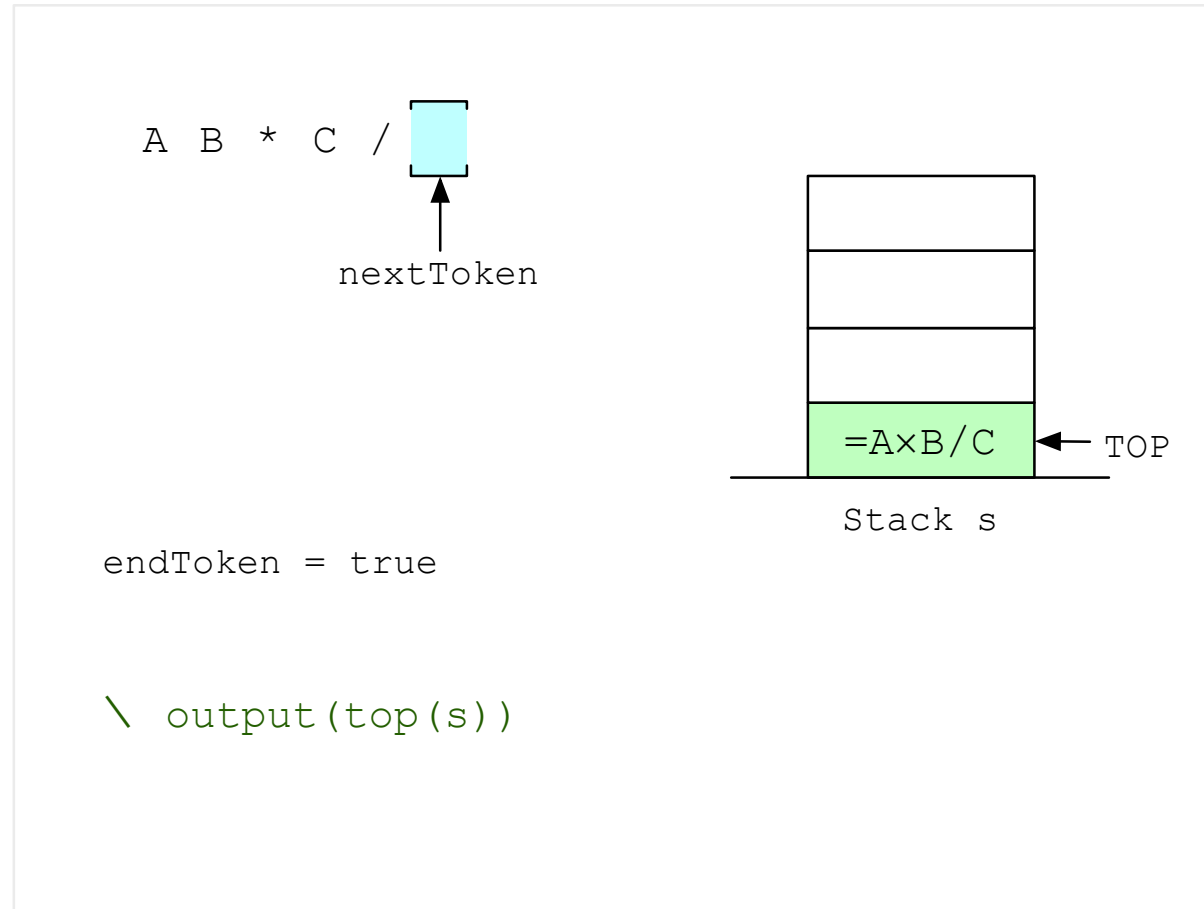 A B * C /
nextToken
=A×B/C
TOP
Stack s
endToken = true
\ output(top(s))